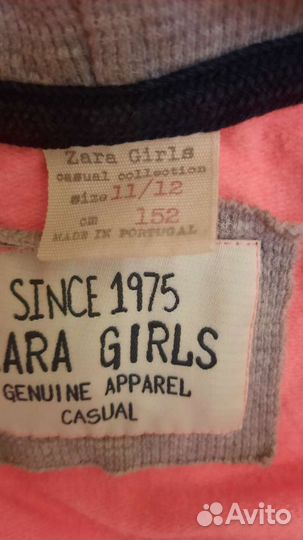 Zara Girls
casual collection
size 11/12
cm 152
MADE IN PORTUGAL
SINCE 1975
ARA GIRLS
GENUINE APPAREL
CASUAL
Avito